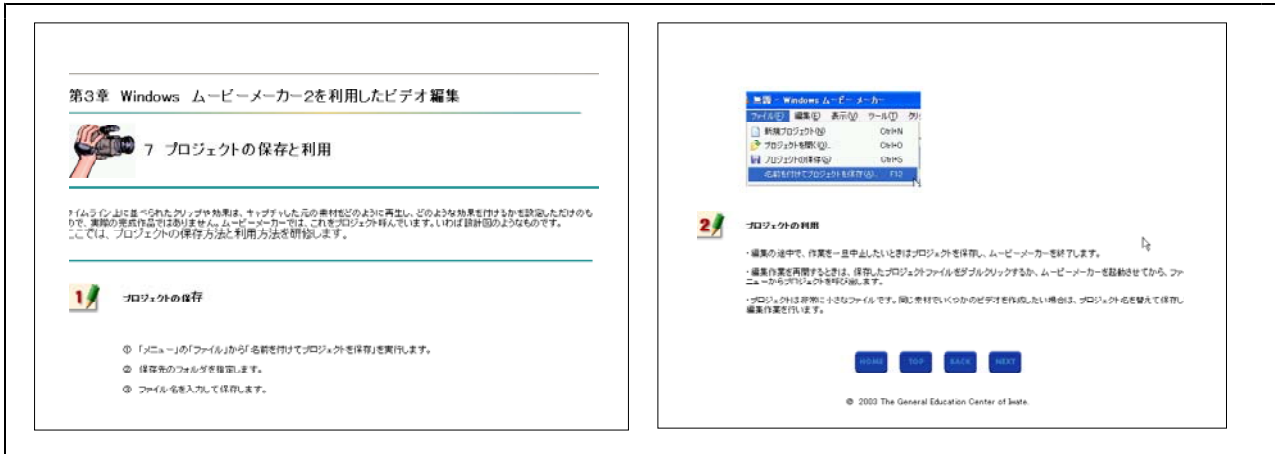 第3章 Windows ムービーメーカー2を利用したビデオ編集
7 プロジェクトの保存と利用
イムライン上に並べられたクリップや効果は、キャプチャした元の素材をどのように再生し、どのような効果を付けるかを設定しただけのも
ので、実際の完成作品ではありません。ムービーメーカーでは、これをプロジェクト呼んでいます。いわば設計図のようなものです。
ここでは、プロジェクトの保存方法と利用方法を研修します。
1 プロジェクトの保存
① 「メニュー」の「ファイル」から「名前を付けてプロジェクトを保存」を実行します。
② 保存先のフォルダを指定します。
③ ファイル名を入力して保存します。
無題 - Windows ムービー メーカー
ファイル(F) 編集(E) 表示(V) ツール(T) クリ
新規プロジェクト(N) Ctrl+N
プロジェクトを開く(O)... Ctrl+O
プロジェクトの保存(S) Ctrl+S
名前を付けてプロジェクトを保存(A)... F12
2 プロジェクトの利用
・編集の途中で、作業を一旦中止したいときはプロジェクトを保存し、ムービーメーカーを終了します。
・編集作業を再開するときは、保存したプロジェクトファイルをダブルクリックするか、ムービーメーカーを起動させてから、ファ
ニューからプロジェクトを呼び出します。
・プロジェクトは非常に小さなファイルです。同じ素材でいくつかのビデオを作成したい場合は、プロジェクト名を替えて保存し
編集作業を行います。
HOME TOP BACK NEXT
© 2003 The General Education Center of Iwate.